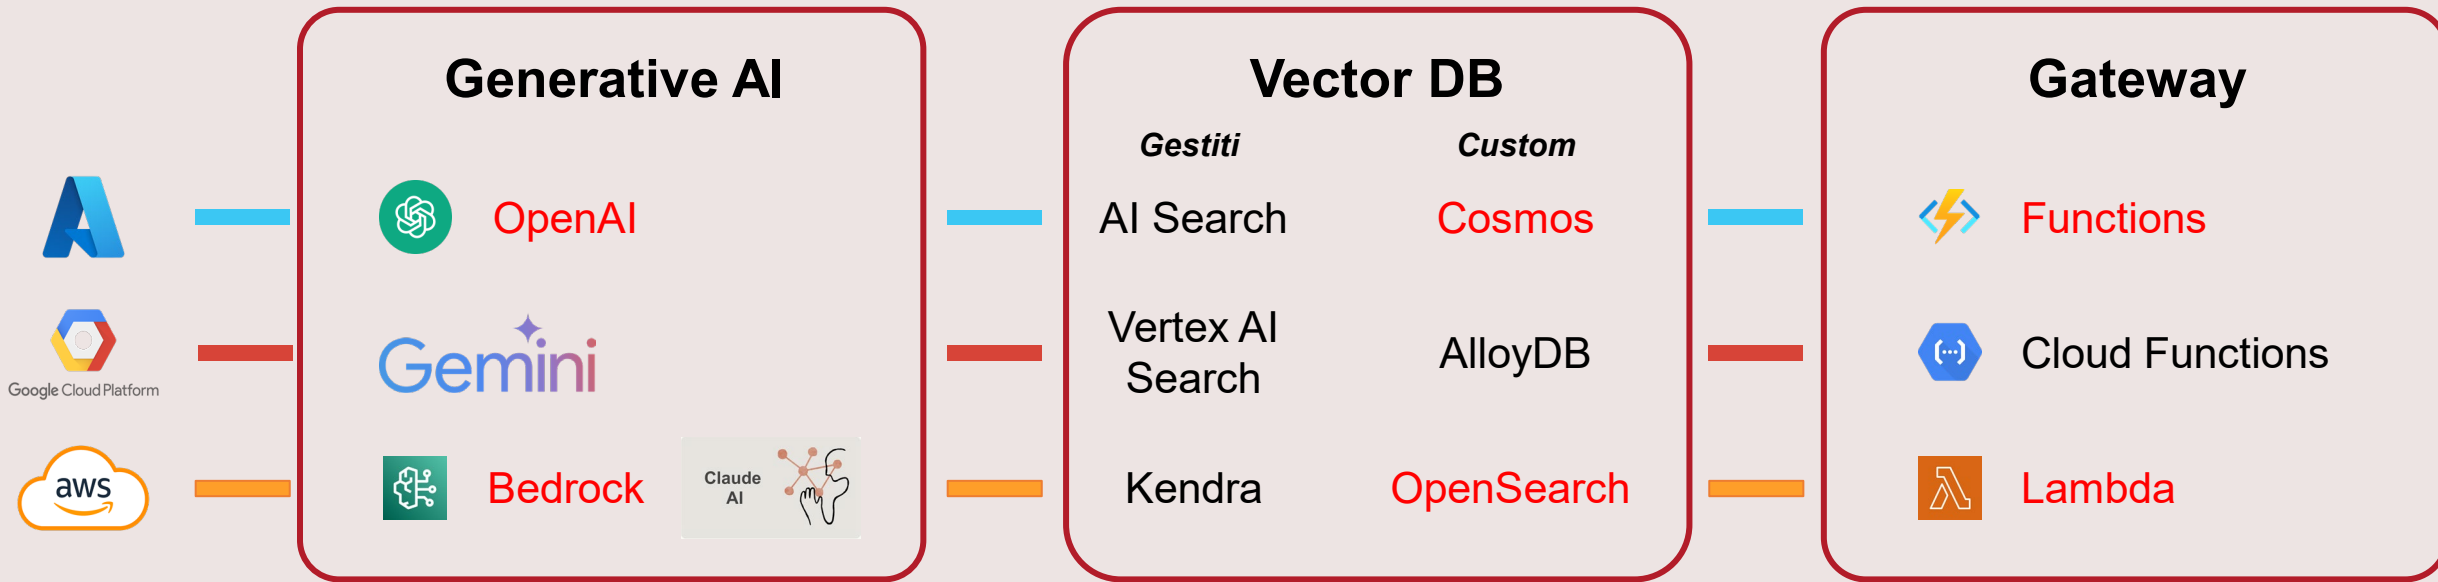 Generative AI
Vector DB
Gateway
Gestiti
Custom
OpenAI
AI Search
Cosmos
Functions
Google Cloud Platform
Gemini
Vertex AI
Search
AlloyDB
Cloud Functions
aws
Bedrock
Claude
AI
Kendra
OpenSearch
Lambda